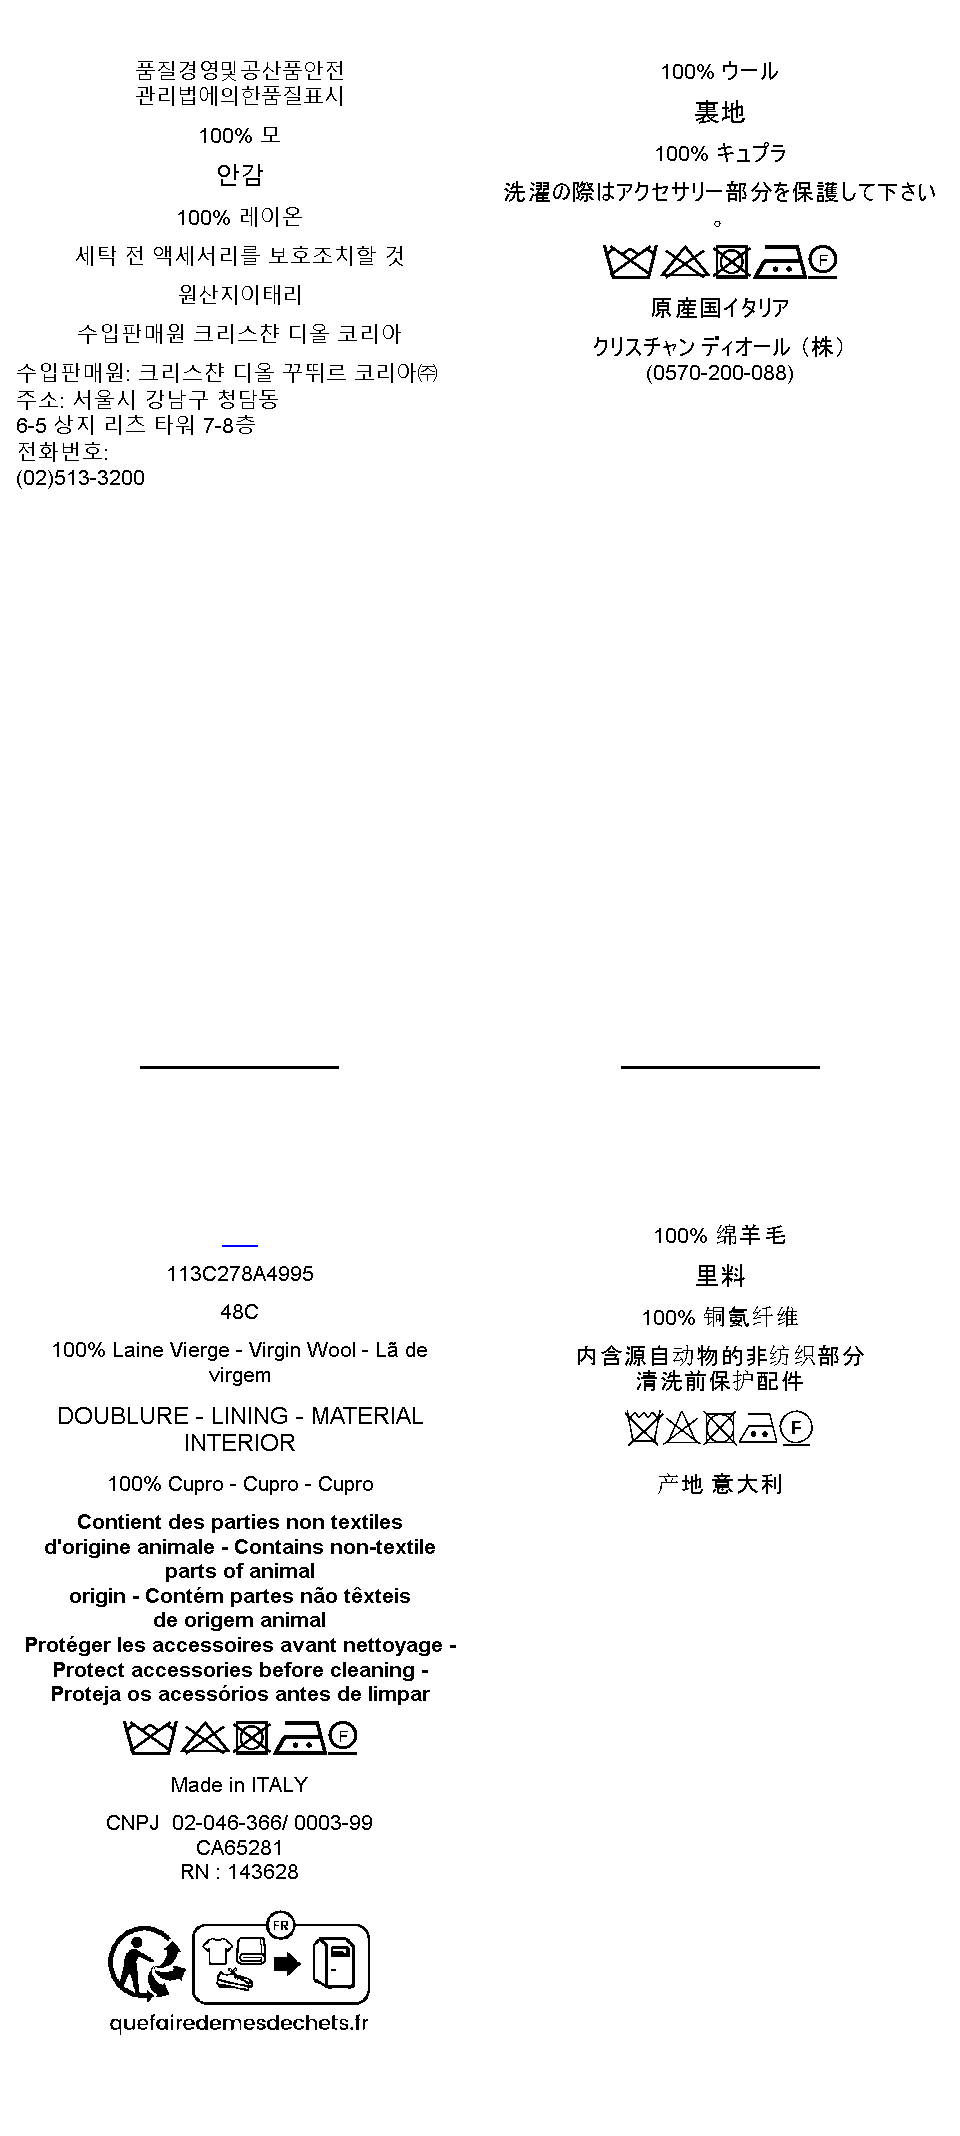 품질경영및공산품안전
관리법에의한품질표시
100% 모
안감
100% 레이온
세탁 전 액세서리를 보호조치할 것
원산지이태리
수입판매원 크리스챤 디올 코리아
수입판매원: 크리스챤 디올 꾸뛰르 코리아㈜
주소: 서울시 강남구 청담동
6-5 상지 리츠 타워 7-8층
전화번호:
(02)513-3200
100% ウール
裏地
100% キュプラ
洗濯の際はアクセサリー部分を保護して下さい
。
F
原産国イタリア
クリスチャン ディオール（株）
(0570-200-088)
113C278A4995
48C
100% Laine Vierge - Virgin Wool - Lã de
virgem
DOUBLURE - LINING - MATERIAL
INTERIOR
100% Cupro - Cupro - Cupro
Contient des parties non textiles
d'origine animale - Contains non-textile
parts of animal
origin - Contém partes não têxteis
de origem animal
Protéger les accessoires avant nettoyage -
Protect accessories before cleaning -
Proteja os acessórios antes de limpar
F
Made in ITALY
CNPJ  02-046-366/ 0003-99
CA65281
RN : 143628
FR
quefairedemesdechets.fr
100% 绵羊毛
里料
100% 铜氨纤维
内含源自动物的非纺织部分
清洗前保护配件
F
产地 意大利